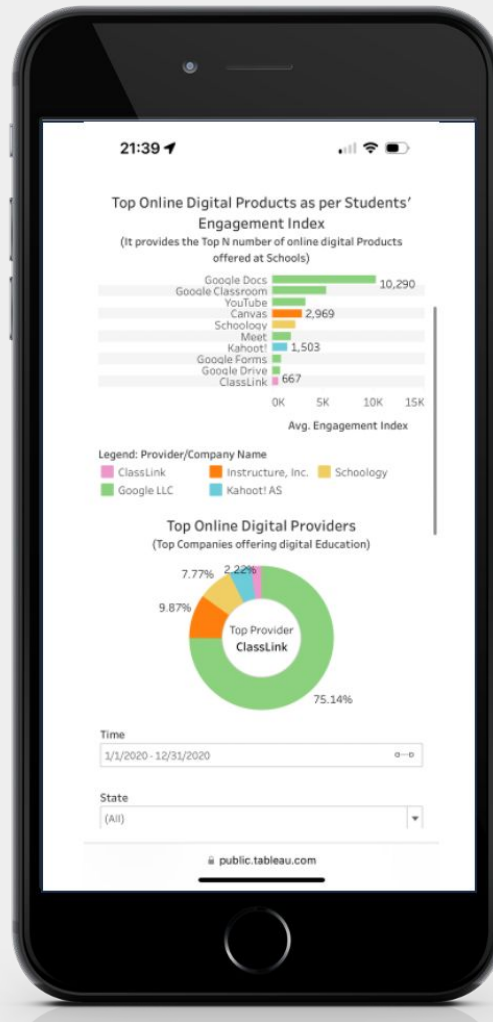 21:39
Top Online Digital Products as per Students'
Engagement Index
(It provides the Top N number of online digital Products
offered at Schools)
Google Docs 10,290
Google Classroom
YouTube
Canvas 2,969
Schoology
Meet
Kahoot! 1,503
Google Forms
Google Drive
ClassLink 667
0K 5K 10K 15K
Avg. Engagement Index
Legend: Provider/Company Name
ClassLink Instructure, Inc. Schoology
Google LLC Kahoot! AS
Top Online Digital Providers
(Top Companies offering digital Education)
7.77% 2.22%
9.87%
Top Provider
ClassLink
75.14%
Time
1/1/2020 - 12/31/2020
State
(All)
public.tableau.com